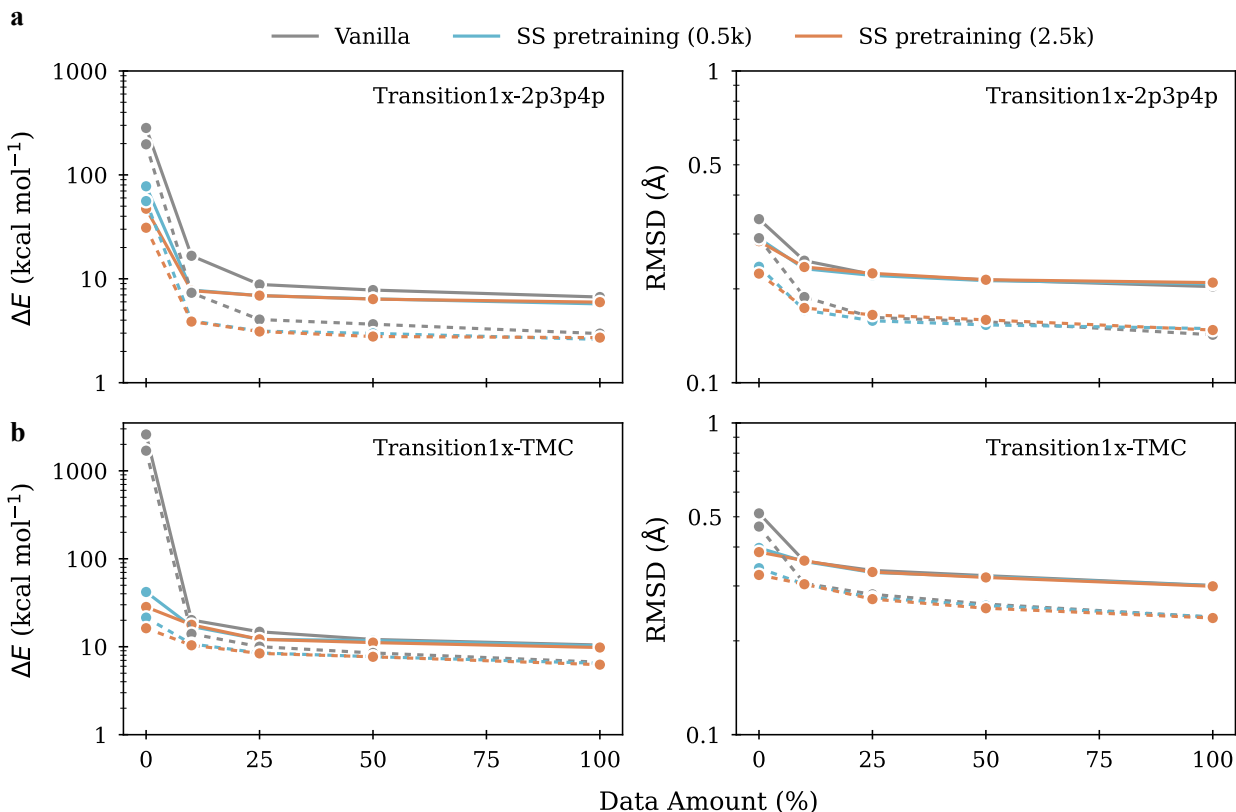 a
Vanilla SS pretraining (0.5k) SS pretraining (2.5k)
Transition1x-2p3p4p
ΔE (kcal mol⁻¹)
1000
100
10
1
Transition1x-2p3p4p
RMSD (Å)
1
0.5
0.1
b
Transition1x-TMC
ΔE (kcal mol⁻¹)
1000
100
10
1
0 25 50 75 100
Transition1x-TMC
RMSD (Å)
1
0.5
0.1
0 25 50 75 100
Data Amount (%)